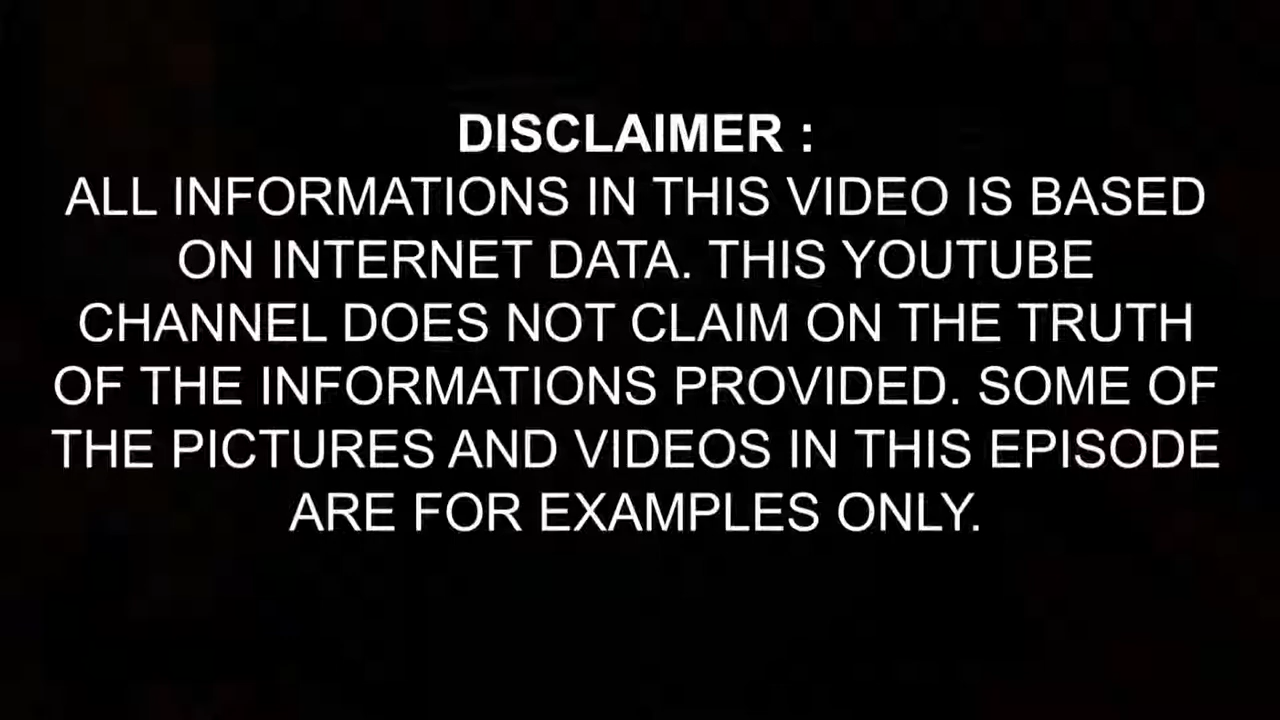 DISCLAIMER :
ALL INFORMATIONS IN THIS VIDEO IS BASED
ON INTERNET DATA. THIS YOUTUBE
CHANNEL DOES NOT CLAIM ON THE TRUTH
OF THE INFORMATIONS PROVIDED. SOME OF
THE PICTURES AND VIDEOS IN THIS EPISODE
ARE FOR EXAMPLES ONLY.